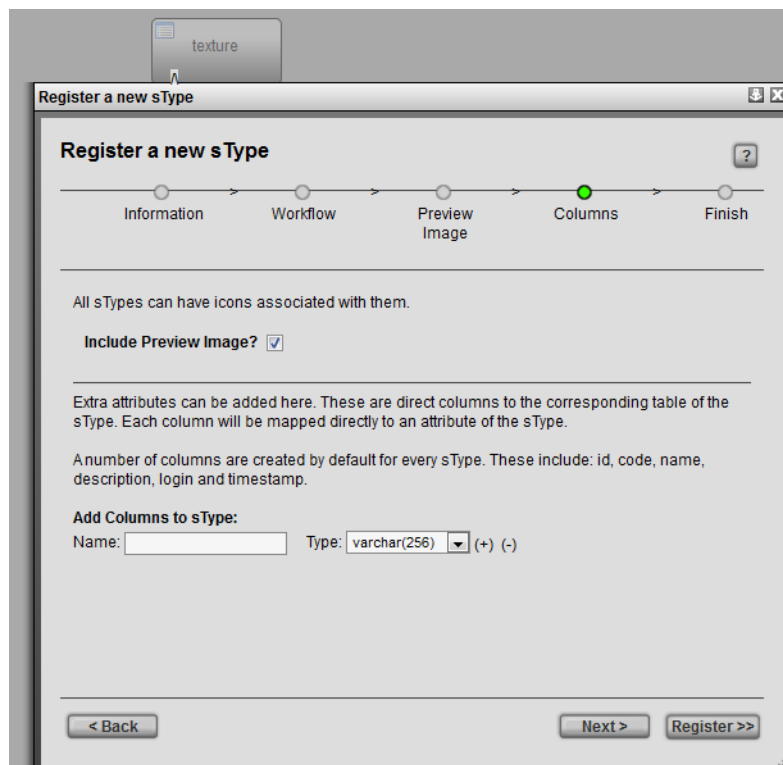 texture
Register a new sType
Register a new sType
?
> > > >
Information Workflow Preview Columns Finish
Image
All sTypes can have icons associated with them.
Include Preview Image?
Extra attributes can be added here. These are direct columns to the corresponding table of the
sType. Each column will be mapped directly to an attribute of the sType.
A number of columns are created by default for every sType. These include: id, code, name,
description, login and timestamp.
Add Columns to sType:
Name: Type: varchar(256) (+) (-)
< Back Next > Register >>